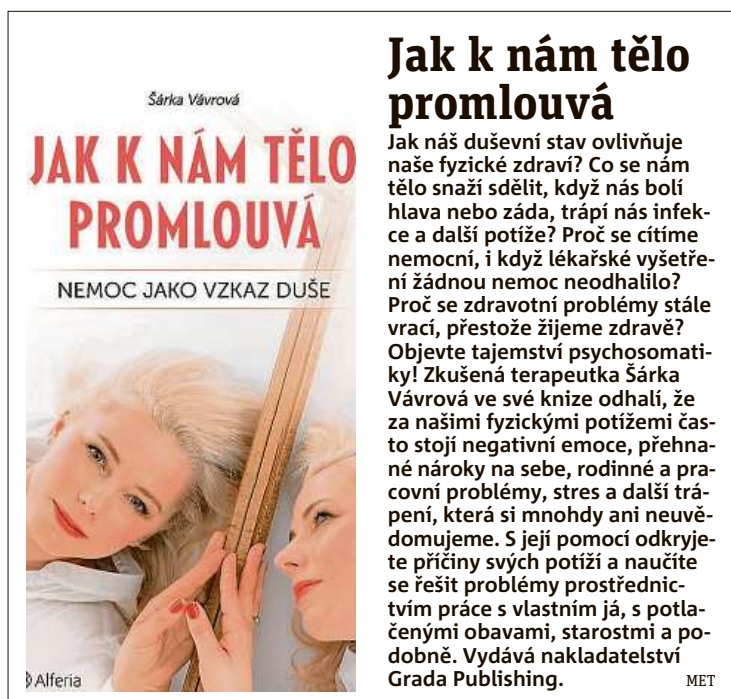 Šárka Vávrová
JAK K NÁM TĚLO
PROMLOUVÁ
NEMOC JAKO VZKAZ DUŠE
Alferia
Jak k nám tělo
promlouvá
Jak náš duševní stav ovlivňuje
naše fyzické zdraví? Co se nám
tělo snaží sdělit, když nás bolí
hlava nebo záda, trápí nás infek-
ce a další potíže? Proč se cítíme
nemocní, i když lékařské vyšetře-
ní žádnou nemoc neodhalilo?
Proč se zdravotní problémy stále
vrací, přestože žijeme zdravě?
Objevte tajemství psychosomati-
ky! Zkušená terapeutka Šárka
Vávrová ve své knize odhalí, že
za našimi fyzickými potížemi čas-
to stojí negativní emoce, přehna-
né nároky na sebe, rodinné a pra-
covní problémy, stres a další trá-
pení, která si mnohdy ani neuvě-
domujeme. S její pomocí odkryje-
te příčiny svých potíží a naučíte
se řešit problémy prostřednic-
tvím práce s vlastním já, s potla-
čenými obavami, starostmi a po-
dobně. Vydává nakladatelství
Grada Publishing. MET